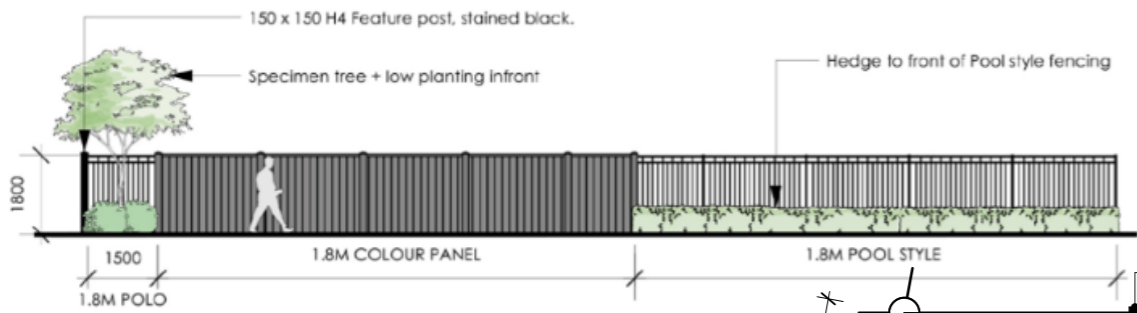 150 x 150 H4 Feature post, stained black.
Specimen tree + low planting infront
Hedge to front of Pool style fencing
1800
1500
1.8M COLOUR PANEL
1.8M POOL STYLE
1.8M POLO